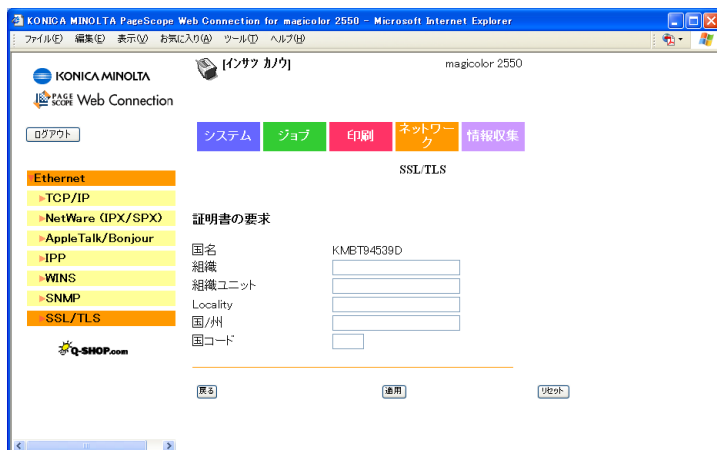 KONICA MINOLTA PageScope Web Connection for magicolor 2550 - Microsoft Internet Explorer
ファイル(F) 編集(E) 表示(V) お気に入り(A) ツール(T) ヘルプ(H)
KONICA MINOLTA
[インサツ カノウ]
magicolor 2550
PAGE SCOPE Web Connection
ログアウト
システム
ジョブ
印刷
ネットワーク
情報収集
SSL/TLS
Ethernet
TCP/IP
NetWare (IPX/SPX)
AppleTalk/Bonjour
IPP
WINS
SNMP
SSL/TLS
Q-SHOP.com
証明書の要求
国名 KMBT94539D
組織
組織ユニット
Locality
国/州
国コード
戻る
適用
リセット